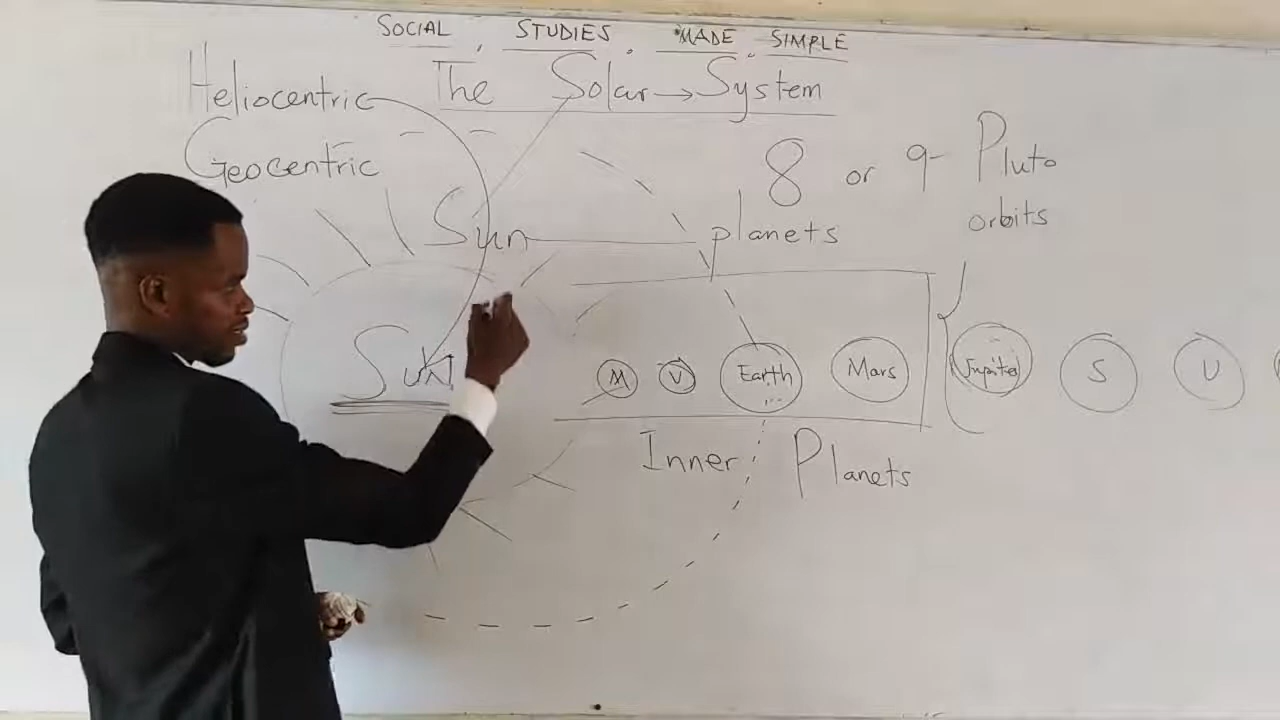 SOCIAL . STUDIES . MADE . SIMPLE
The Solar → System
Heliocentric
Geocentric
8 or 9 - Pluto
orbits
Sun
planets
Sun
M V Earth Mars Jupiter S U
Inner Planets